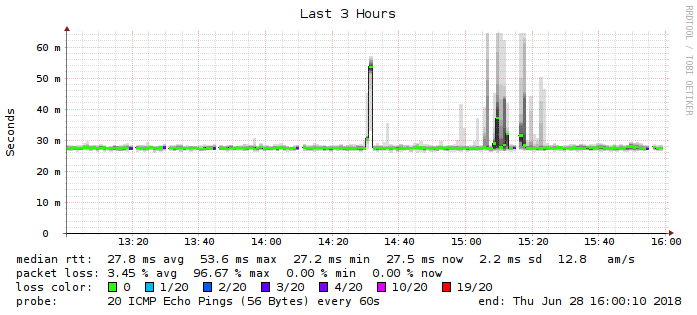 Last 3 Hours
RRDTOOL / TOBI OETIKER
Seconds
60 m
50 m
40 m
30 m
20 m
10 m
0
13:20 13:40 14:00 14:20 14:40 15:00 15:20 15:40 16:00
median rtt: 27.8 ms avg 53.6 ms max 27.2 ms min 27.5 ms now 2.2 ms sd 12.8 am/s
packet loss: 3.45 % avg 96.67 % max 0.00 % min 0.00 % now
loss color: 0 1/20 2/20 3/20 4/20 10/20 19/20
probe: 20 ICMP Echo Pings (56 Bytes) every 60s end: Thu Jun 28 16:00:10 2018